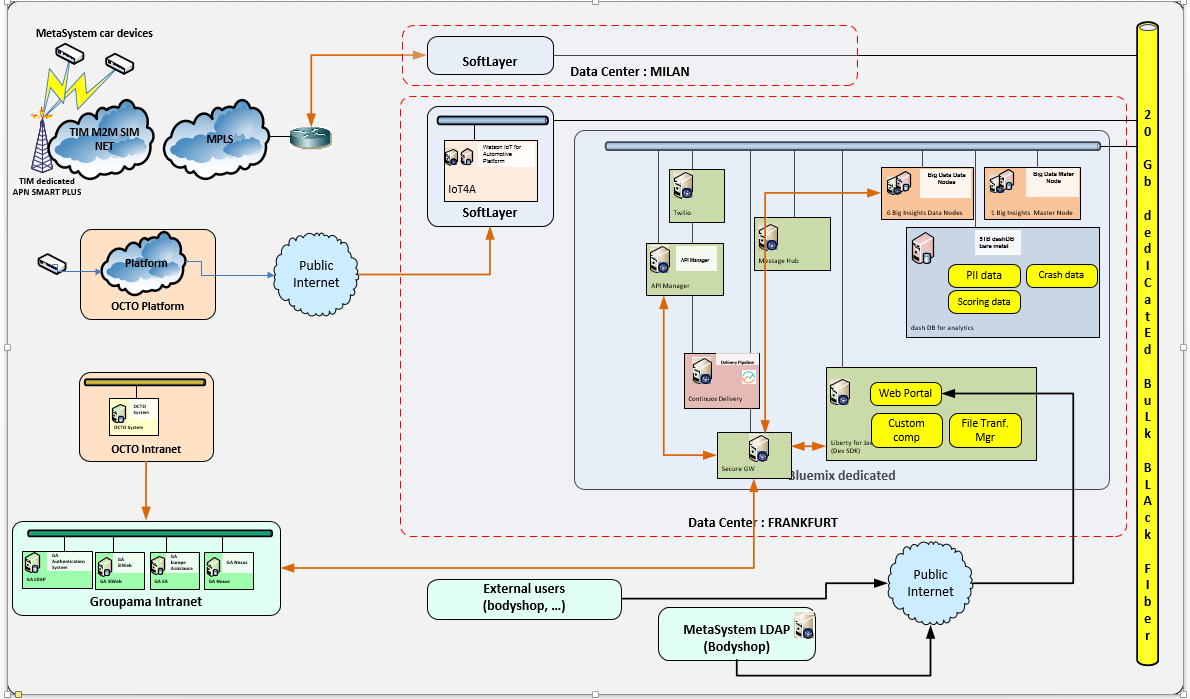 MetaSystem car devices
TIM M2M SIM
NET
TIM dedicated
APN SMART PLUS
MPLS
SoftLayer
Data Center : MILAN
Watson IoT for
Automotive
Platform
IoT4A
SoftLayer
Twilio
API Manager
API Manager
Message Hub
Big Data Data
Nodes
6 Big Insights Data Nodes
Big Data Master
Node
1 Big Insights Master Node
5TB dashDB
bare metal
PII data
Crash data
Scoring data
dash DB for analytics
Delivery Pipeline
Continuos Delivery
Web Portal
Custom
comp
File Tranf.
Mgr
Liberty for Jav
(Dev SDK)
Secure GW
Bluemix dedicated
Data Center : FRANKFURT
Platform
OCTO Platform
Public
Internet
OCTO
System
OCTO System
OCTO Intranet
GA
Authentication
System
GA LDAP
GA
SIWeb
GA SIWeb
GA
Europe
Assistance
GA EA
GA Nexus
GA Nexus
Groupama Intranet
External users
(bodyshop, …)
MetaSystem LDAP
(Bodyshop)
Public
Internet
20 Gb dedICatEd BuLk BLAck FIber